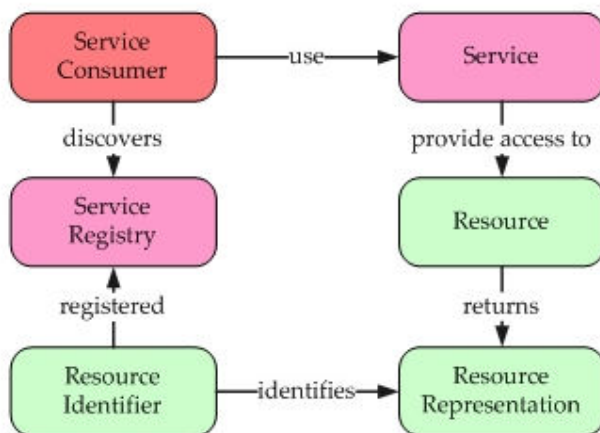 Service
Consumer
use
Service
discovers
provide access to
Service
Registry
Resource
registered
returns
Resource
Identifier
identifies
Resource
Representation